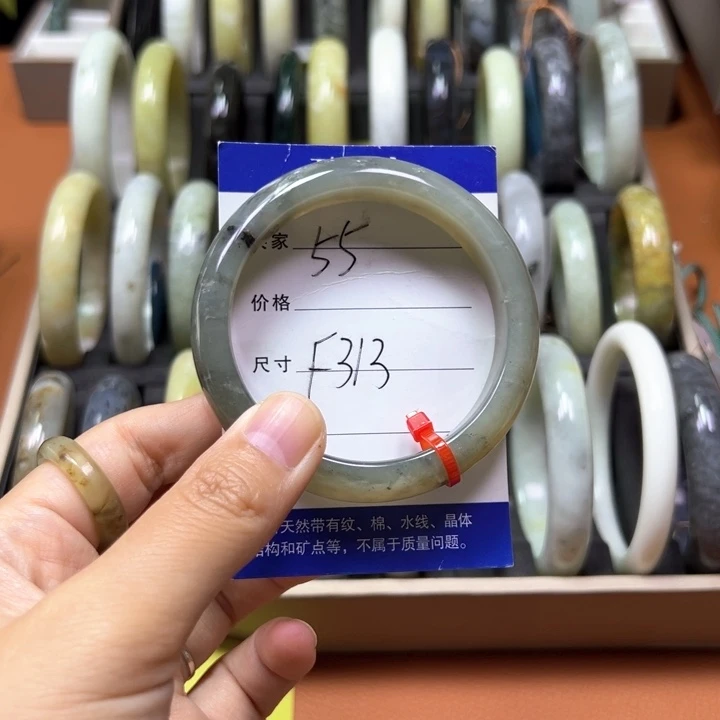 家 55
价格
尺寸 F313
天然带有纹、棉、水线、晶体
结构和矿点等，不属于质量问题。